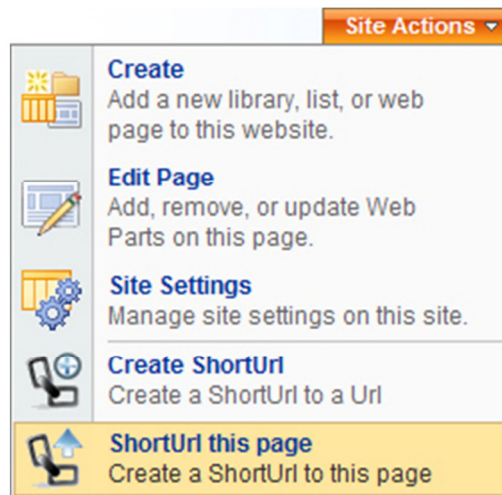 Site Actions
Create
Add a new library, list, or web
page to this website.
Edit Page
Add, remove, or update Web
Parts on this page.
Site Settings
Manage site settings on this site.
Create ShortUrl
Create a ShortUrl to a Url
ShortUrl this page
Create a ShortUrl to this page